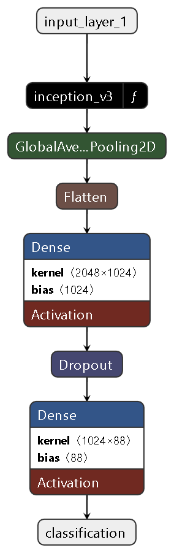 input_layer_1
inception_v3 f
GlobalAve...Pooling2D
Flatten
Dense
kernel (2048×1024)
bias (1024)
Activation
Dropout
Dense
kernel (1024×88)
bias (88)
Activation
classification